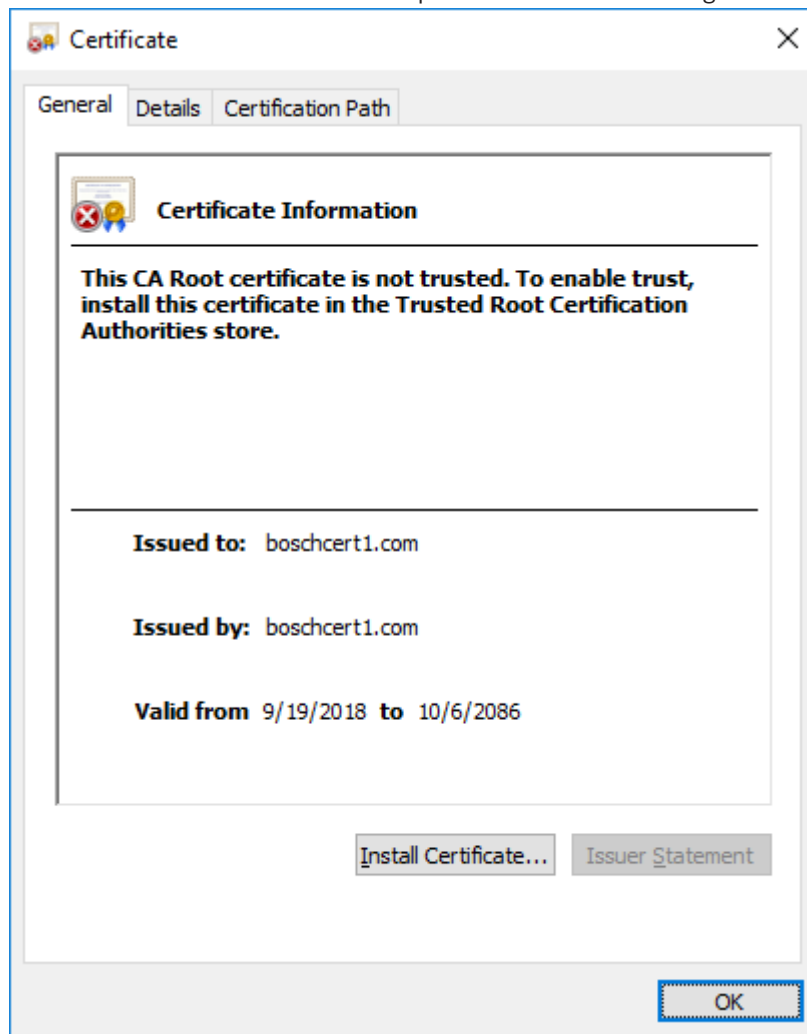 Certificate
General Details Certification Path
Certificate Information
This CA Root certificate is not trusted. To enable trust,
install this certificate in the Trusted Root Certification
Authorities store.
Issued to: boschcert1.com
Issued by: boschcert1.com
Valid from 9/19/2018 to 10/6/2086
Install Certificate... Issuer Statement
OK